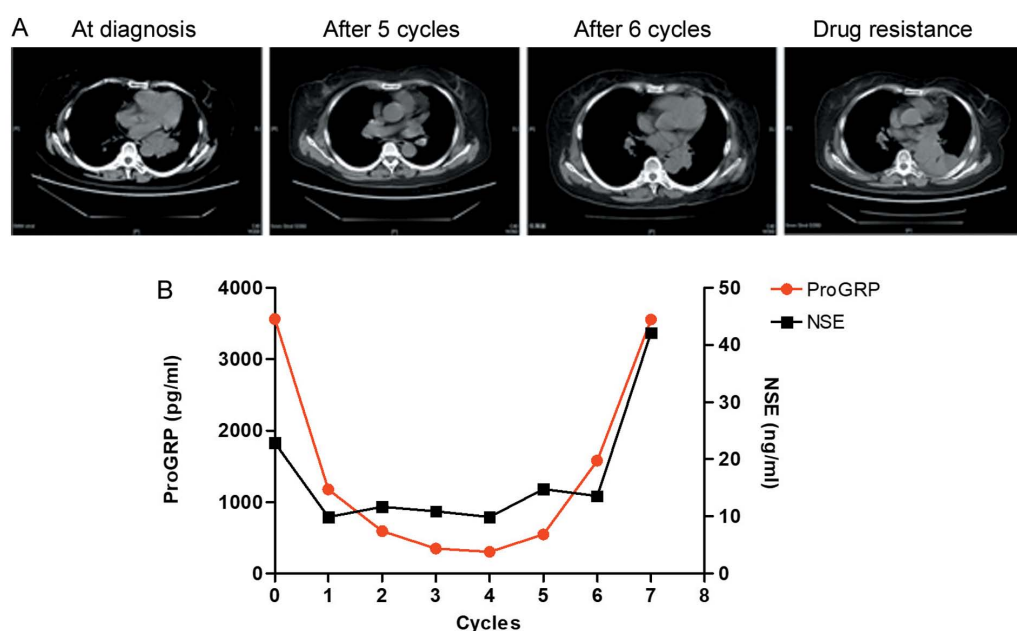 A
At diagnosis
After 5 cycles
After 6 cycles
Drug resistance
B
4000
3000
2000
1000
0
ProGRP (pg/ml)
50
40
30
20
10
0
NSE (ng/ml)
0 1 2 3 4 5 6 7 8
Cycles
ProGRP
NSE